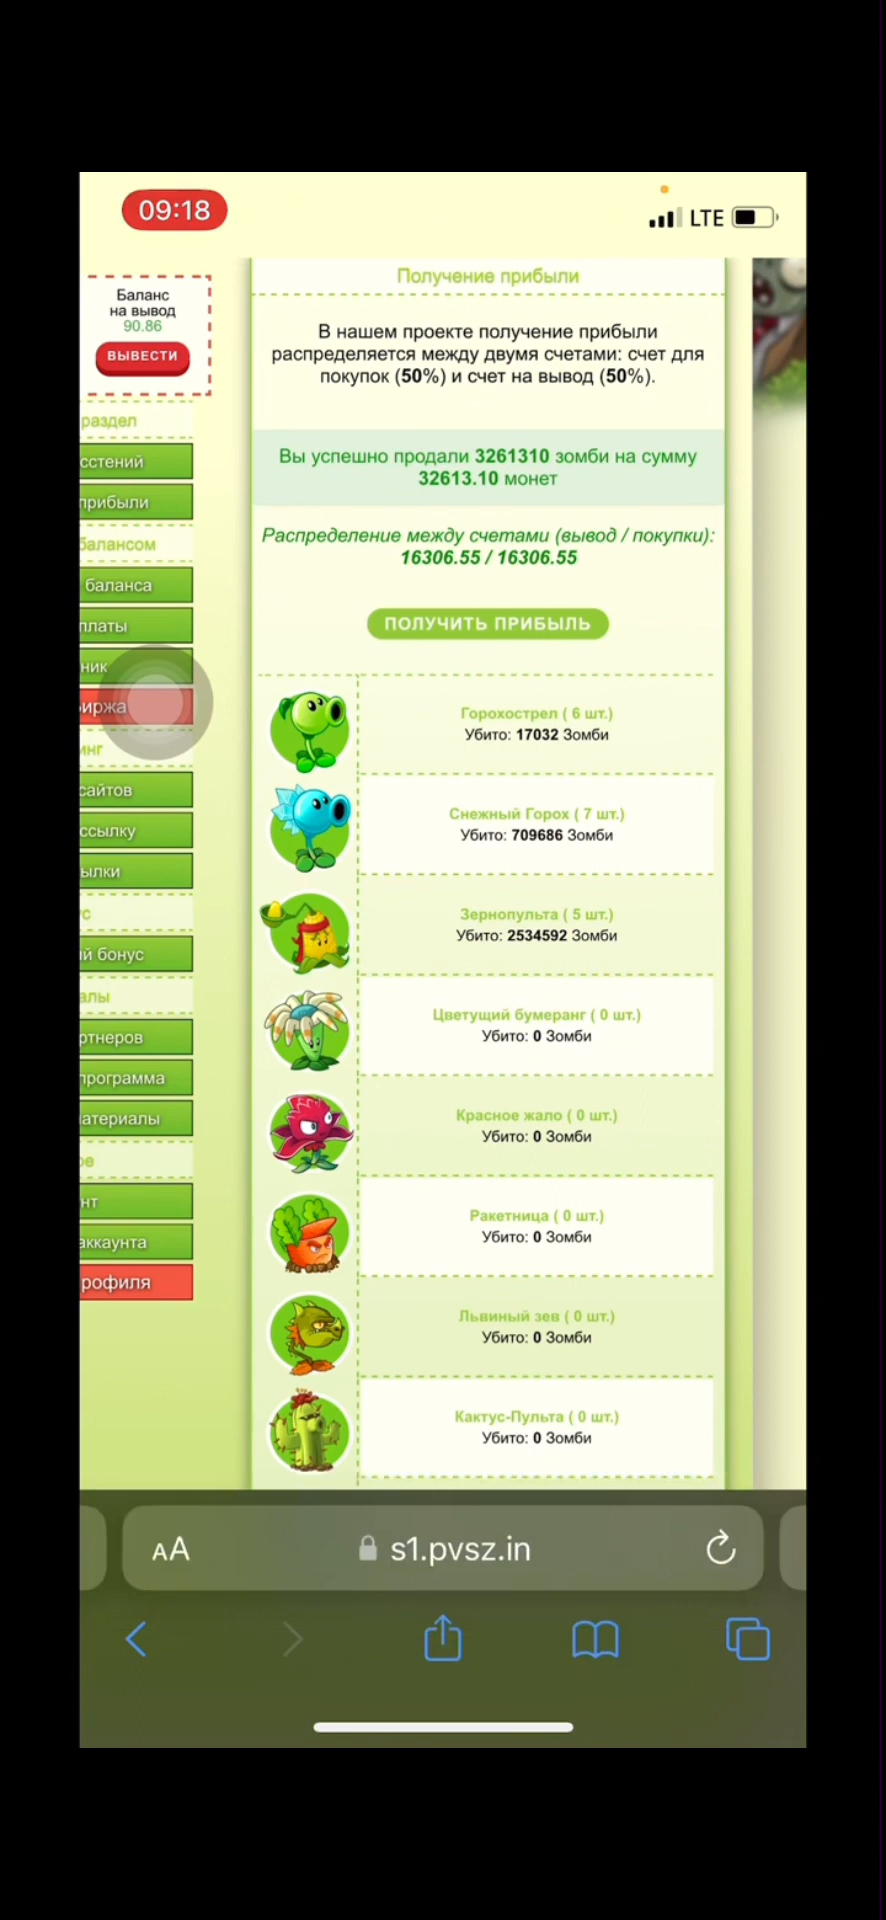 09:18
LTE
Баланс
на вывод
90.86
ВЫВЕСТИ
раздел
сстений
прибыли
балансом
баланса
платы
ник
иржа
нг
сайтов
ссылку
ылки
с
й бонус
алы
ртнеров
программа
атериалы
ое
нт
аккаунта
рофиля
Получение прибыли
В нашем проекте получение прибыли
распределяется между двумя счетами: счет для
покупок (50%) и счет на вывод (50%).
Вы успешно продали 3261310 зомби на сумму
32613.10 монет
Распределение между счетами (вывод / покупки):
16306.55 / 16306.55
ПОЛУЧИТЬ ПРИБЫЛЬ
Горохострел ( 6 шт.)
Убито: 17032 Зомби
Снежный Горох ( 7 шт.)
Убито: 709686 Зомби
Зернопульта ( 5 шт.)
Убито: 2534592 Зомби
Цветущий бумеранг ( 0 шт.)
Убито: 0 Зомби
Красное жало ( 0 шт.)
Убито: 0 Зомби
Ракетница ( 0 шт.)
Убито: 0 Зомби
Львиный зев ( 0 шт.)
Убито: 0 Зомби
Кактус-Пульта ( 0 шт.)
Убито: 0 Зомби
AA
s1.pvsz.in